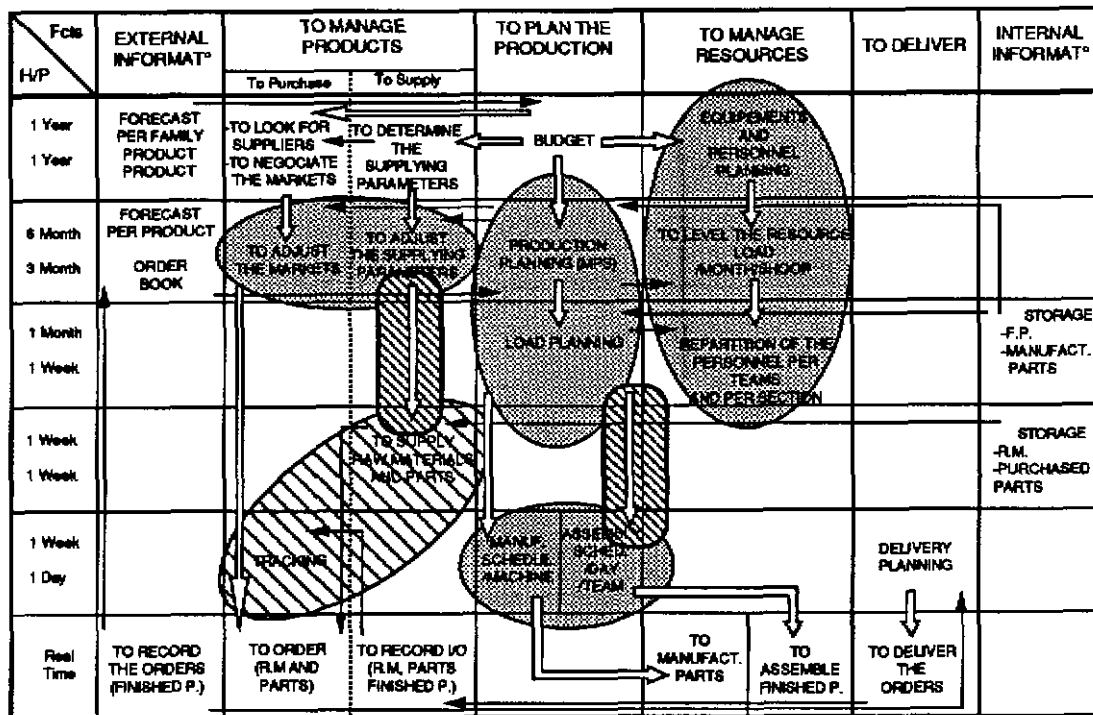 Fcts
H/P
EXTERNAL
INFORMAT°
TO MANAGE
PRODUCTS
To Purchase
To Supply
TO PLAN THE
PRODUCTION
TO MANAGE
RESOURCES
TO DELIVER
INTERNAL
INFORMAT°
1 Year
1 Year
FORECAST
PER FAMILY
PRODUCT
PRODUCT
-TO LOOK FOR
SUPPLIERS
-TO NEGOCIATE
THE MARKETS
TO DETERMINE
THE
SUPPLYING
PARAMETERS
BUDGET
EQUIPEMENTS
AND
PERSONNEL
PLANNING
6 Month
3 Month
FORECAST
PER PRODUCT
ORDER
BOOK
TO ADJUST
THE MARKETS
TO ADJUST
THE SUPPLYING
PARAMETERS
PRODUCTION
PLANNING (MPS)
TO LEVEL THE RESOURCE
LOAD
/MONTH/SHOOP
1 Month
1 Week
LOAD PLANNING
REPARTITION OF THE
PERSONNEL PER
TEAMS
AND PER SECTION
STORAGE
-F.P.
-MANUFACT.
PARTS
1 Week
1 Week
TO SUPPLY
RAW MATERIALS
AND PARTS
STORAGE
-R.M.
-PURCHASED
PARTS
1 Week
1 Day
TRACKING
MANUF.
SCHEDUL
/MACHINE
ASSEMB.
SCHED.
/DAY
/TEAM
DELIVERY
PLANNING
Real
Time
TO RECORD
THE ORDERS
(FINISHED P.)
TO ORDER
(R.M AND
PARTS)
TO RECORD I/O
(R.M, PARTS
FINISHED P.)
TO
MANUFACT.
PARTS
TO
ASSEMBLE
FINISHED P.
TO DELIVER
THE
ORDERS